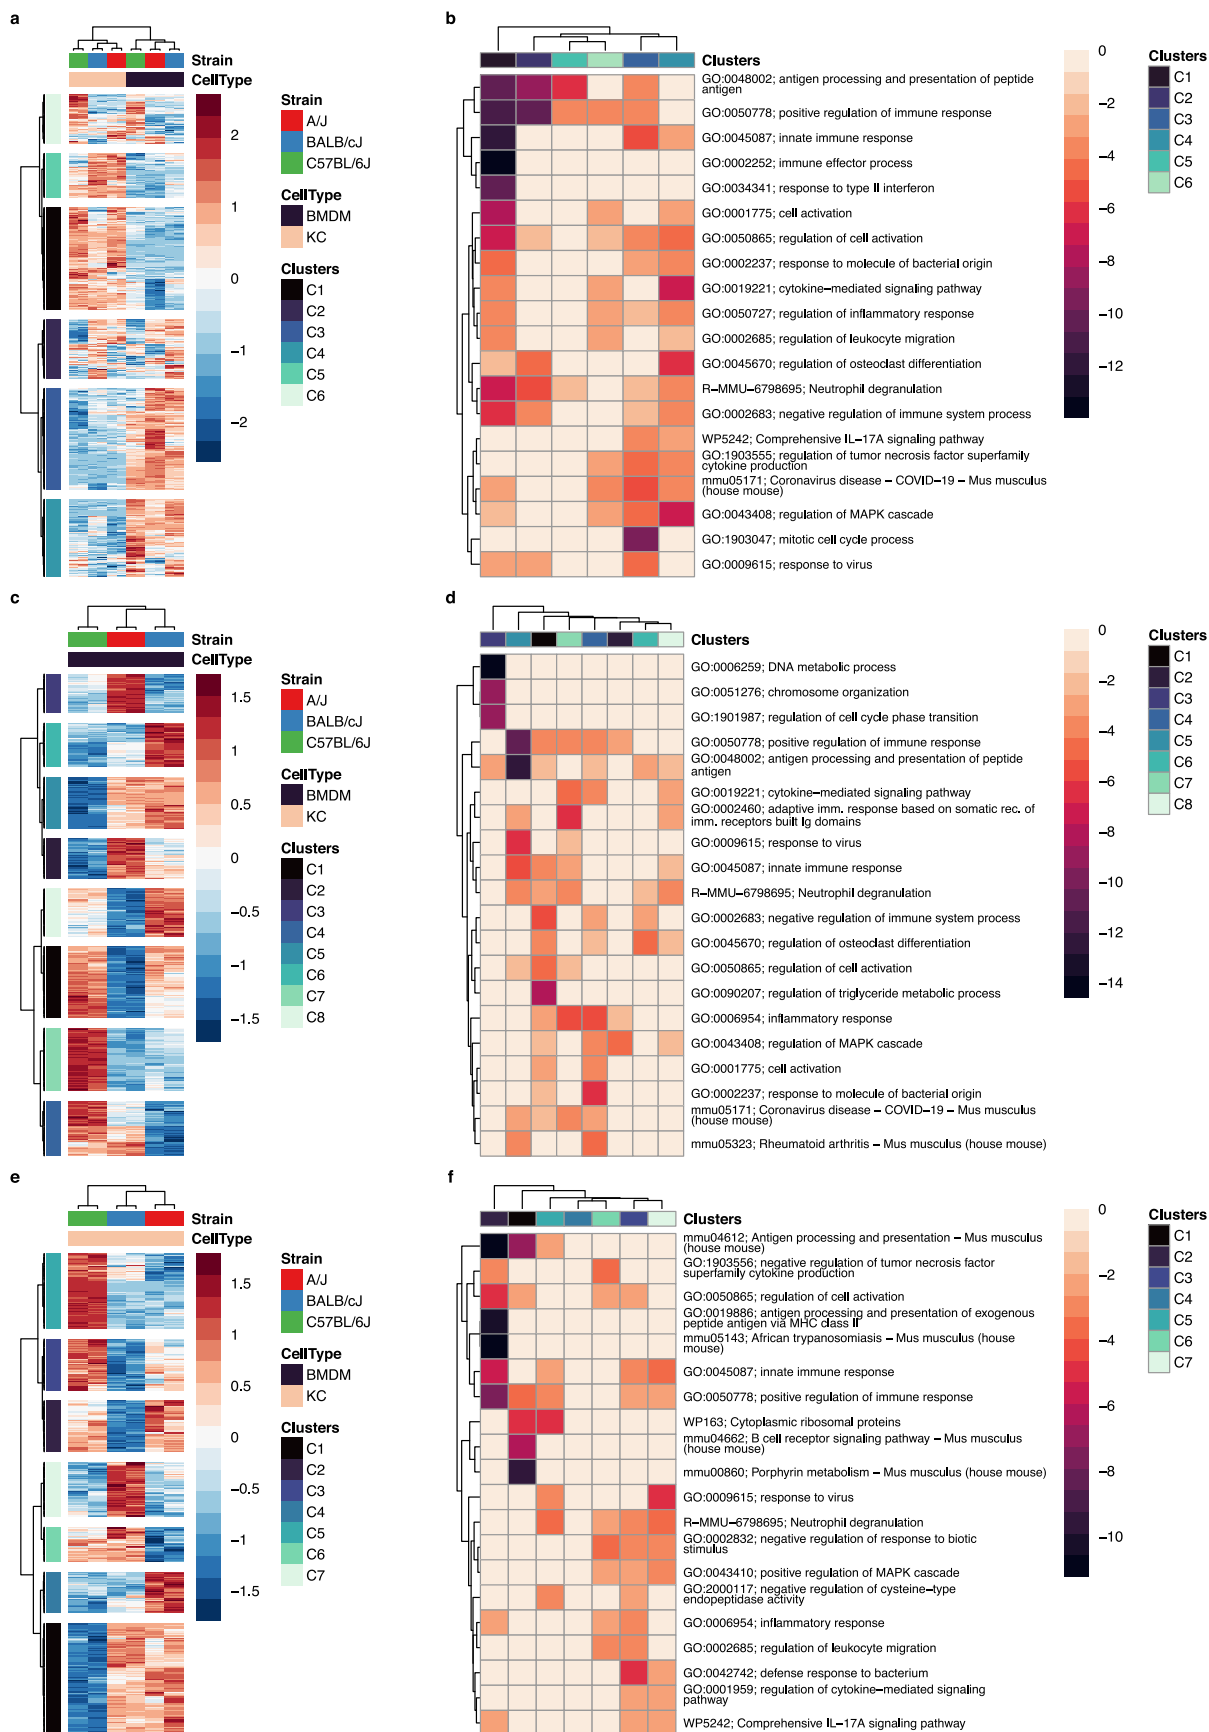 a
Strain
CellType
2
1
0
−1
−2
Strain
A/J
BALB/cJ
C57BL/6J
CellType
BMDM
KC
Clusters
C1
C2
C3
C4
C5
C6
b
Clusters
GO:0048002; antigen processing and presentation of peptide
antigen
GO:0050778; positive regulation of immune response
GO:0045087; innate immune response
GO:0002252; immune effector process
GO:0034341; response to type II interferon
GO:0001775; cell activation
GO:0050865; regulation of cell activation
GO:0002237; response to molecule of bacterial origin
GO:0019221; cytokine−mediated signaling pathway
GO:0050727; regulation of inflammatory response
GO:0002685; regulation of leukocyte migration
GO:0045670; regulation of osteoclast differentiation
R−MMU−6798695; Neutrophil degranulation
GO:0002683; negative regulation of immune system process
WP5242; Comprehensive IL−17A signaling pathway
GO:1903555; regulation of tumor necrosis factor superfamily
cytokine production
mmu05171; Coronavirus disease − COVID−19 − Mus musculus
(house mouse)
GO:0043408; regulation of MAPK cascade
GO:1903047; mitotic cell cycle process
GO:0009615; response to virus
0
−2
−4
−6
−8
−10
−12
Clusters
C1
C2
C3
C4
C5
C6
c
Strain
CellType
1.5
1
0.5
0
−0.5
−1
−1.5
Strain
A/J
BALB/cJ
C57BL/6J
CellType
BMDM
KC
Clusters
C1
C2
C3
C4
C5
C6
C7
C8
d
Clusters
GO:0006259; DNA metabolic process
GO:0051276; chromosome organization
GO:1901987; regulation of cell cycle phase transition
GO:0050778; positive regulation of immune response
GO:0048002; antigen processing and presentation of peptide
antigen
GO:0019221; cytokine−mediated signaling pathway
GO:0002460; adaptive imm. response based on somatic rec. of
imm. receptors built Ig domains
GO:0009615; response to virus
GO:0045087; innate immune response
R−MMU−6798695; Neutrophil degranulation
GO:0002683; negative regulation of immune system process
GO:0045670; regulation of osteoclast differentiation
GO:0050865; regulation of cell activation
GO:0090207; regulation of triglyceride metabolic process
GO:0006954; inflammatory response
GO:0043408; regulation of MAPK cascade
GO:0001775; cell activation
GO:0002237; response to molecule of bacterial origin
mmu05171; Coronavirus disease − COVID−19 − Mus musculus
(house mouse)
mmu05323; Rheumatoid arthritis − Mus musculus (house mouse)
0
−2
−4
−6
−8
−10
−12
−14
Clusters
C1
C2
C3
C4
C5
C6
C7
C8
e
Strain
CellType
1.5
1
0.5
0
−0.5
−1
−1.5
Strain
A/J
BALB/cJ
C57BL/6J
CellType
BMDM
KC
Clusters
C1
C2
C3
C4
C5
C6
C7
f
Clusters
mmu04612; Antigen processing and presentation − Mus musculus
(house mouse)
GO:1903556; negative regulation of tumor necrosis factor
superfamily cytokine production
GO:0050865; regulation of cell activation
GO:0019886; antigen processing and presentation of exogenous
peptide antigen via MHC class II
mmu05143; African trypanosomiasis − Mus musculus (house
mouse)
GO:0045087; innate immune response
GO:0050778; positive regulation of immune response
WP163; Cytoplasmic ribosomal proteins
mmu04662; B cell receptor signaling pathway − Mus musculus
(house mouse)
mmu00860; Porphyrin metabolism − Mus musculus (house mouse)
GO:0009615; response to virus
R−MMU−6798695; Neutrophil degranulation
GO:0002832; negative regulation of response to biotic
stimulus
GO:0043410; positive regulation of MAPK cascade
GO:2000117; negative regulation of cysteine−type
endopeptidase activity
GO:0006954; inflammatory response
GO:0002685; regulation of leukocyte migration
GO:0042742; defense response to bacterium
GO:0001959; regulation of cytokine−mediated signaling
pathway
WP5242; Comprehensive IL−17A signaling pathway
0
−2
−4
−6
−8
−10
Clusters
C1
C2
C3
C4
C5
C6
C7